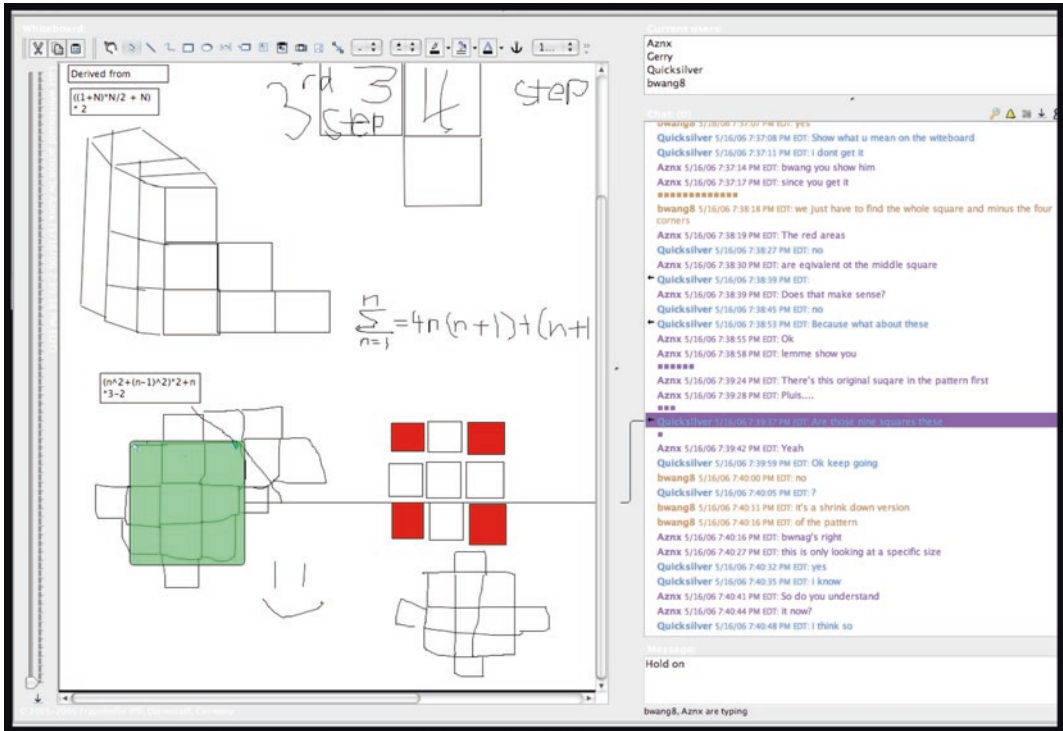 Whiteboard
1...
Derived from
((1+N)*N/2 + N)
* 2
3rd 3
step
4
step
n
∑=4n(n+1)+(n+1
n=1
(n^2+(n-1)^2)*2+n
*3-2
Current users:
Aznx
Gerry
Quicksilver
bwang8
Chat: (0)
bwang8 5/16/06 7:37:07 PM EDT: yes
Quicksilver 5/16/06 7:37:08 PM EDT: Show what u mean on the witeboard
Quicksilver 5/16/06 7:37:11 PM EDT: i dont get it
Aznx 5/16/06 7:37:14 PM EDT: bwang you show him
Aznx 5/16/06 7:37:17 PM EDT: since you get it
bwang8 5/16/06 7:38:18 PM EDT: we just have to find the whole square and minus the four
corners
Aznx 5/16/06 7:38:19 PM EDT: The red areas
Quicksilver 5/16/06 7:38:27 PM EDT: no
Aznx 5/16/06 7:38:30 PM EDT: are eqivalent ot the middle square
Quicksilver 5/16/06 7:38:39 PM EDT:
Aznx 5/16/06 7:38:39 PM EDT: Does that make sense?
Quicksilver 5/16/06 7:38:45 PM EDT: no
Quicksilver 5/16/06 7:38:53 PM EDT: Because what about these
Aznx 5/16/06 7:38:55 PM EDT: Ok
Aznx 5/16/06 7:38:58 PM EDT: lemme show you
Aznx 5/16/06 7:39:24 PM EDT: There's this original suqare in the pattern first
Aznx 5/16/06 7:39:28 PM EDT: Pluis....
Quicksilver 5/16/06 7:39:37 PM EDT: Are those nine squares these
Aznx 5/16/06 7:39:42 PM EDT: Yeah
Quicksilver 5/16/06 7:39:59 PM EDT: Ok keep going
bwang8 5/16/06 7:40:00 PM EDT: no
Quicksilver 5/16/06 7:40:05 PM EDT: ?
bwang8 5/16/06 7:40:11 PM EDT: it's a shrink down version
bwang8 5/16/06 7:40:16 PM EDT: of the pattern
Aznx 5/16/06 7:40:16 PM EDT: bwnag's right
Aznx 5/16/06 7:40:27 PM EDT: this is only looking at a specific size
Quicksilver 5/16/06 7:40:32 PM EDT: yes
Quicksilver 5/16/06 7:40:35 PM EDT: I know
Aznx 5/16/06 7:40:41 PM EDT: So do you understand
Aznx 5/16/06 7:40:44 PM EDT: it now?
Quicksilver 5/16/06 7:40:48 PM EDT: I think so
Message:
Hold on
bwang8, Aznx are typing